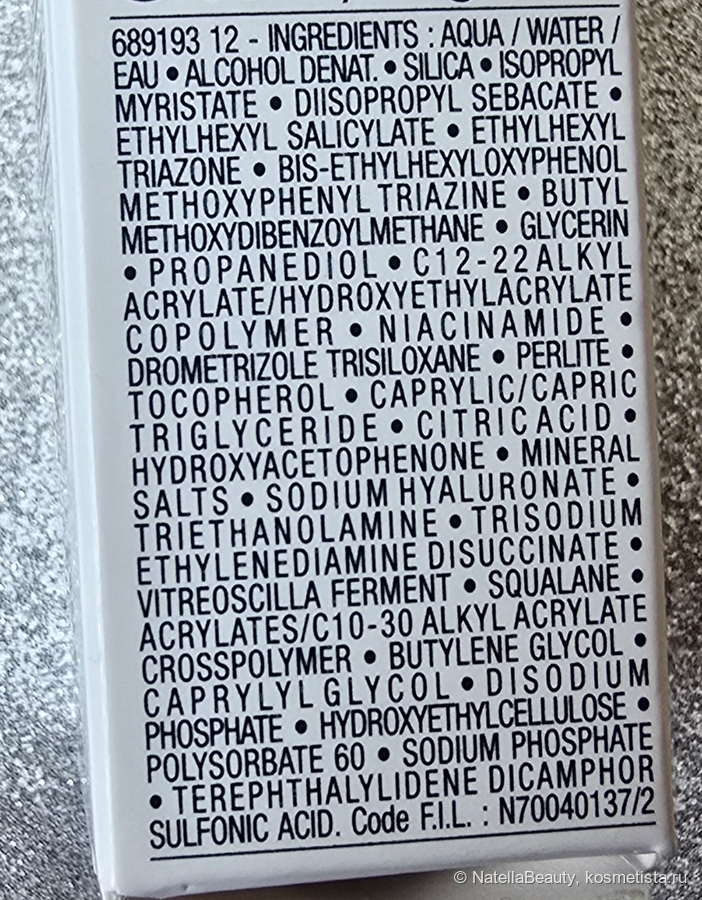 689193 12 - INGREDIENTS : AQUA / WATER /
EAU • ALCOHOL DENAT. • SILICA • ISOPROPYL
MYRISTATE • DIISOPROPYL SEBACATE •
ETHYLHEXYL SALICYLATE • ETHYLHEXYL
TRIAZONE • BIS-ETHYLHEXYLOXYPHENOL
METHOXYPHENYL TRIAZINE • BUTYL
METHOXYDIBENZOYLMETHANE • GLYCERIN
• PROPANEDIOL • C12-22 ALKYL
ACRYLATE/HYDROXYETHYLACRYLATE
COPOLYMER • NIACINAMIDE •
DROMETRIZOLE TRISILOXANE • PERLITE •
TOCOPHEROL • CAPRYLIC/CAPRIC
TRIGLYCERIDE • CITRIC ACID •
HYDROXYACETOPHENONE • MINERAL
SALTS • SODIUM HYALURONATE •
TRIETHANOLAMINE • TRISODIUM
ETHYLENEDIAMINE DISUCCINATE •
VITREOSCILLA FERMENT • SQUALANE •
ACRYLATES/C10-30 ALKYL ACRYLATE
CROSSPOLYMER • BUTYLENE GLYCOL •
CAPRYLYL GLYCOL • DISODIUM
PHOSPHATE • HYDROXYETHYLCELLULOSE •
POLYSORBATE 60 • SODIUM PHOSPHATE
• TEREPHTHALYLIDENE DICAMPHOR
SULFONIC ACID. Code F.I.L. : N70040137/2
© NatellaBeauty, kosmetista.ru